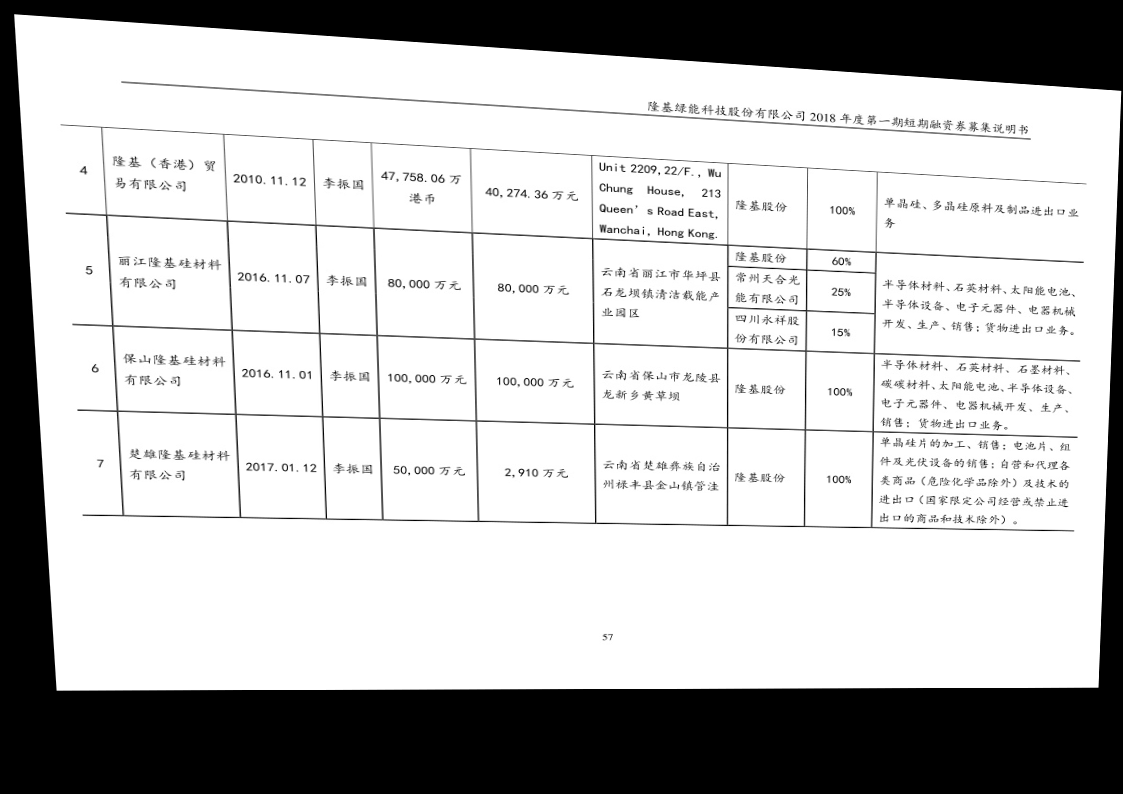 隆基绿能科技股份有限公司 2018 年度第一期短期融资券募集说明书
4
隆基（香港）贸
易有限公司
2010.11.12
李振国
47,758.06 万
港币
40,274.36 万元
Unit 2209,22/F., Wu
Chung House, 213
Queen’s Road East,
Wanchai, Hong Kong.
隆基股份
100%
单晶硅、多晶硅原料及制品进出口业
务
5
丽江隆基硅材料
有限公司
2016.11.07
李振国
80,000 万元
80,000 万元
云南省丽江市华坪县
石龙坝镇清洁载能产
业园区
隆基股份
60%
常州天合光
能有限公司
25%
四川永祥股
份有限公司
15%
半导体材料、石英材料、太阳能电池、
半导体设备、电子元器件、电器机械
开发、生产、销售；货物进出口业务。
6
保山隆基硅材料
有限公司
2016.11.01
李振国
100,000 万元
100,000 万元
云南省保山市龙陵县
龙新乡黄草坝
隆基股份
100%
半导体材料、石英材料、石墨材料、
碳碳材料、太阳能电池、半导体设备、
电子元器件、电器机械开发、生产、
销售；货物进出口业务。
7
楚雄隆基硅材料
有限公司
2017.01.12
李振国
50,000 万元
2,910 万元
云南省楚雄彝族自治
州禄丰县金山镇管洼
隆基股份
100%
单晶硅片的加工、销售；电池片、组
件及光伏设备的销售；自营和代理各
类商品（危险化学品除外）及技术的
进出口（国家限定公司经营或禁止进
出口的商品和技术除外）。
57